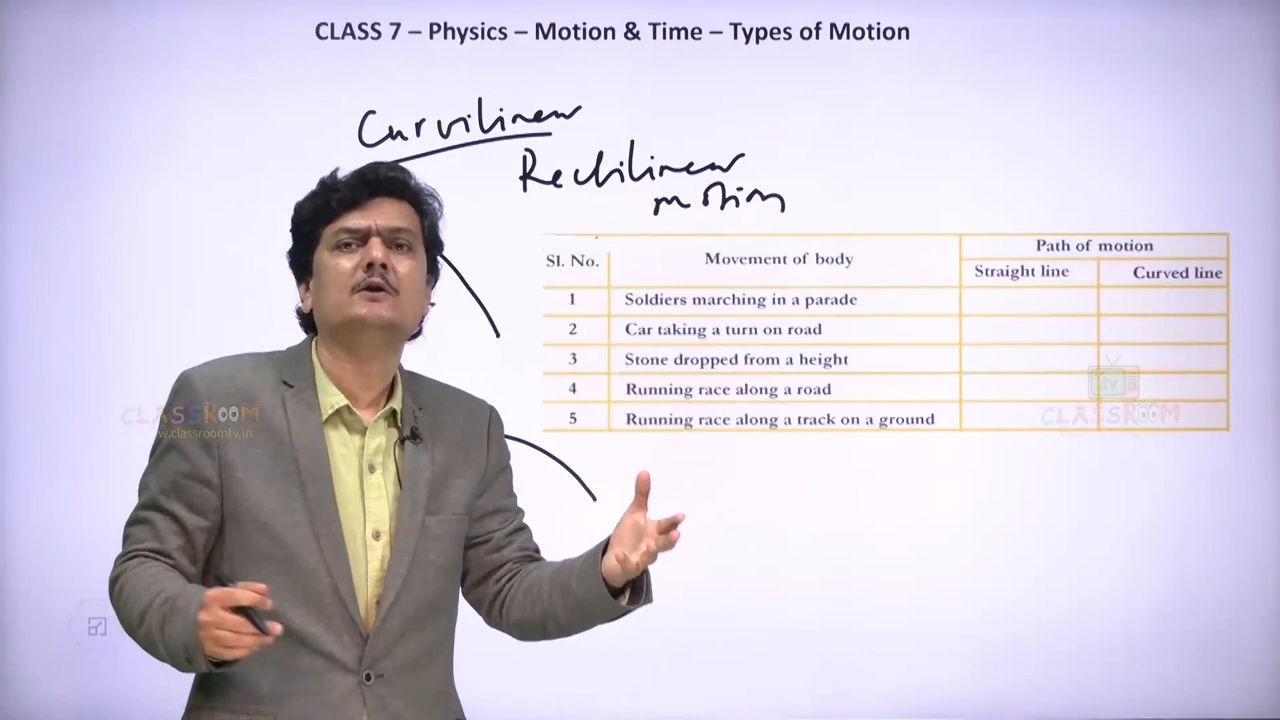 CLASS 7 – Physics – Motion & Time – Types of Motion
Curvilinear
Rectilinear
motion
Sl. No. Movement of body Path of motion
Straight line Curved line
1 Soldiers marching in a parade
2 Car taking a turn on road
3 Stone dropped from a height
4 Running race along a road
5 Running race along a track on a ground
CLASSROOM
www.classroomtv.in
ctv
CLASSROOM